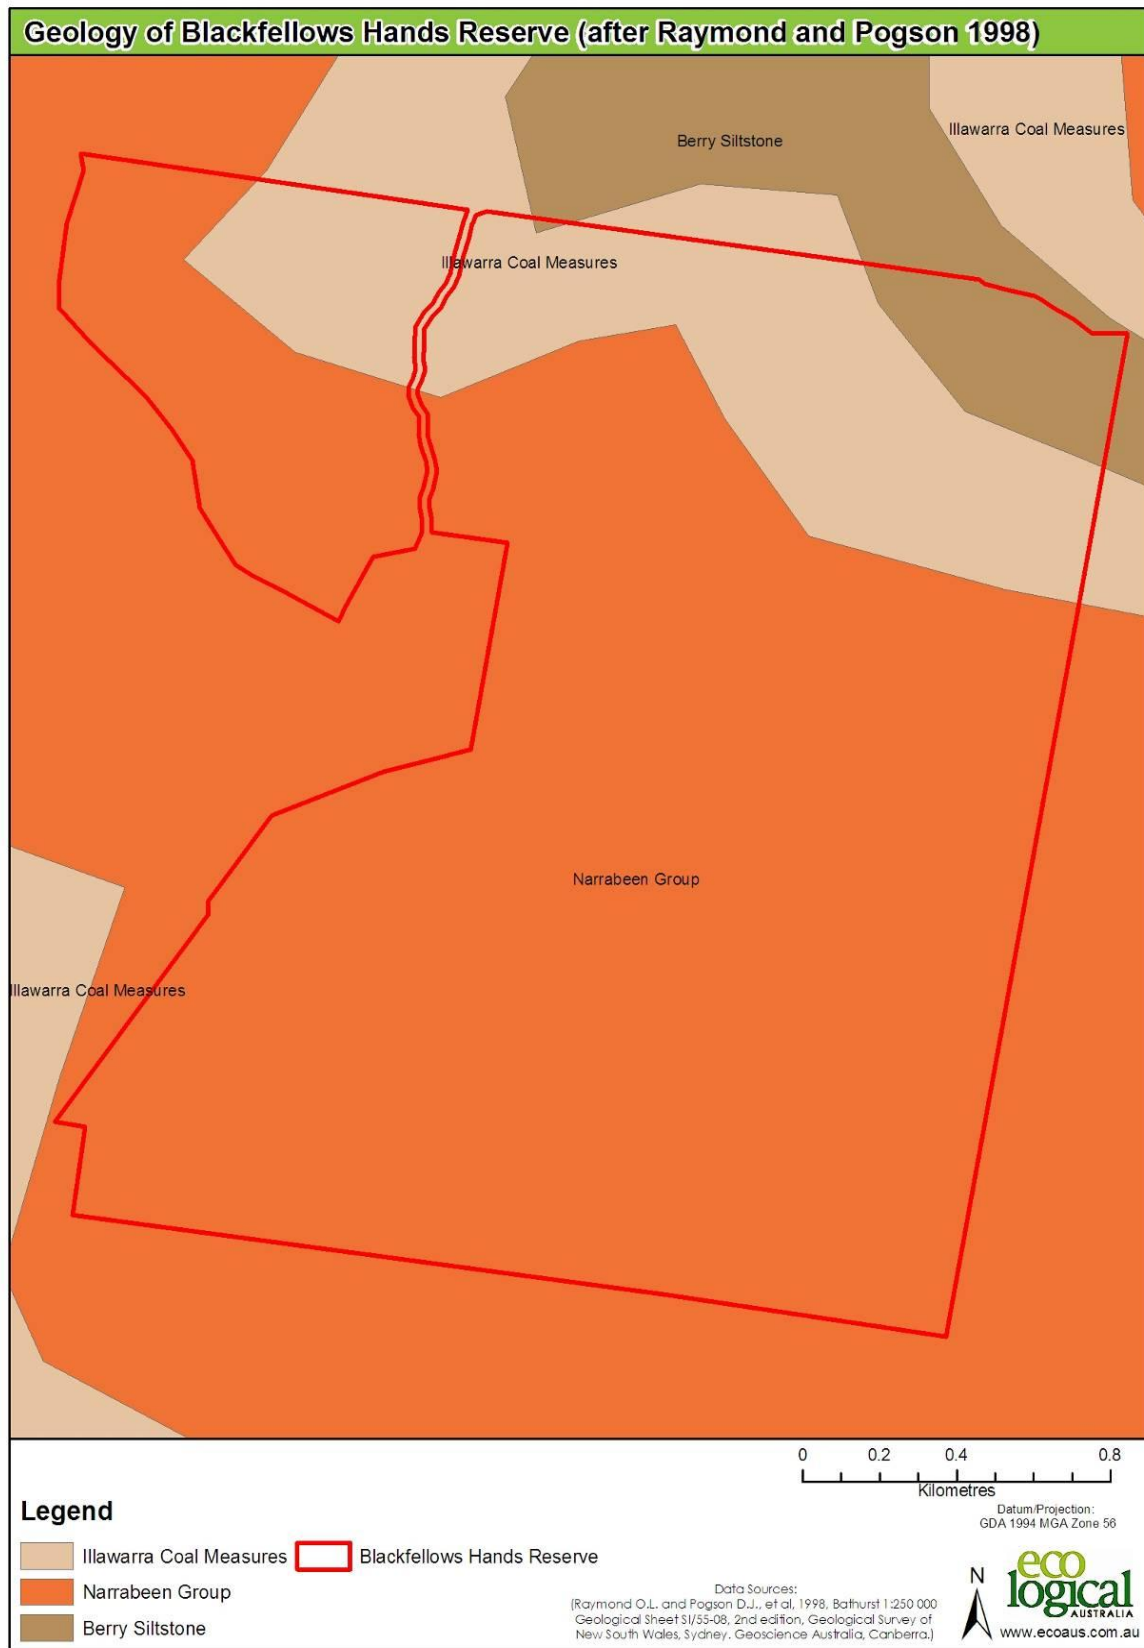 Geology of Blackfellows Hands Reserve (after Raymond and Pogson 1998)
Illawarra Coal Measures
Berry Siltstone
Illawarra Coal Measures
Narrabeen Group
Illawarra Coal Measures
0 0.2 0.4 0.8
Kilometres
Legend
Datum/Projection:
GDA 1994 MGA Zone 56
Illawarra Coal Measures
Blackfellows Hands Reserve
Narrabeen Group
Berry Siltstone
Data Sources:
(Raymond O.L. and Pogson D.J., et al, 1998, Bathurst 1:250 000
Geological Sheet SI/55-08, 2nd edition, Geological Survey of
New South Wales, Sydney. Geoscience Australia, Canberra.)
N
eco
logical
AUSTRALIA
www.ecoaus.com.au